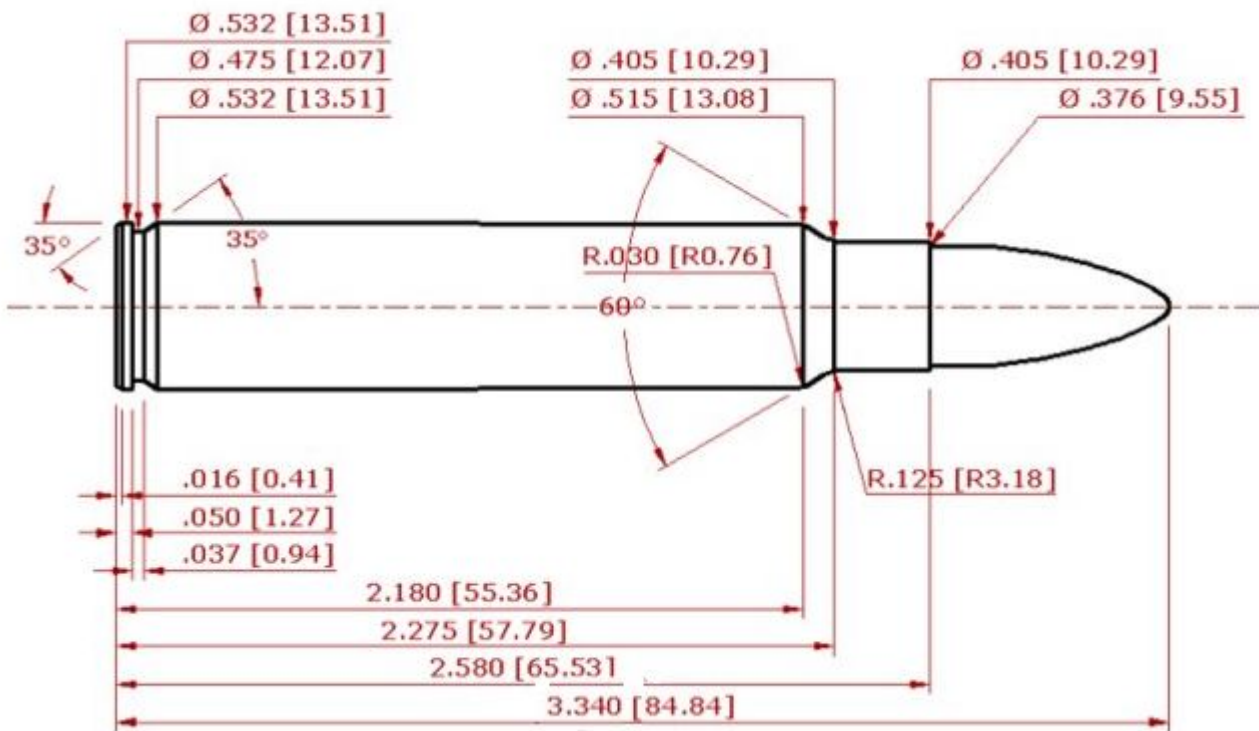 Ø .532 [13.51]
Ø .475 [12.07]
Ø .532 [13.51]
Ø .405 [10.29]
Ø .515 [13.08]
Ø .405 [10.29]
Ø .376 [9.55]
35°
35°
R.030 [R0.76]
60°
R.125 [R3.18]
.016 [0.41]
.050 [1.27]
.037 [0.94]
2.180 [55.36]
2.275 [57.79]
2.580 [65.53]
3.340 [84.84]